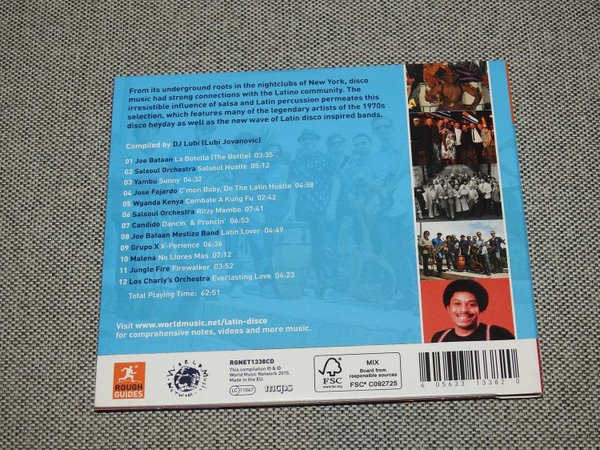 From its underground roots in the nightclubs of New York, disco
music had strong connections with the Latino community. The
irresistible influence of salsa and Latin percussion permeates this
selection, which features many of the legendary artists of the 1970s
disco heyday as well as the new wave of Latin disco inspired bands.
Compiled by DJ Lubi (Lubi Jovanovic)
01 Joe Bataan La Botella (The Bottle) 03:35
02 Salsoul Orchestra Salsoul Hustle 05:12
03 Yambu Sunny 04:32
04 Jose Fajardo C'mon Baby, Do The Latin Hustle 04:58
05 Wganda Kenya Combate A Kung Fu 02:42
06 Salsoul Orchestra Ritzy Mambo 07:41
07 Candido Dancin' & Prancin' 06:53
08 Joe Bataan Mestizo Band Latin Lover 04:49
09 Grupo X X-Perience 06:36
10 Malena No Llores Mas 07:12
11 Jungle Fire Firewalker 03:52
12 Los Charly's Orchestra Everlasting Love 04:23
Total Playing Time: 62:51
Visit www.worldmusic.net/latin-disco
for comprehensive notes, videos and more music.
ROUGH
GUIDES
RGNET1338CD
This compilation ℗ & ©
World Music Network 2015.
Made in the EU.
LC 11067
mcps
FSC
www.fsc.org
MIX
Board from
responsible sources
FSC® C092725
6 05633 13382 0